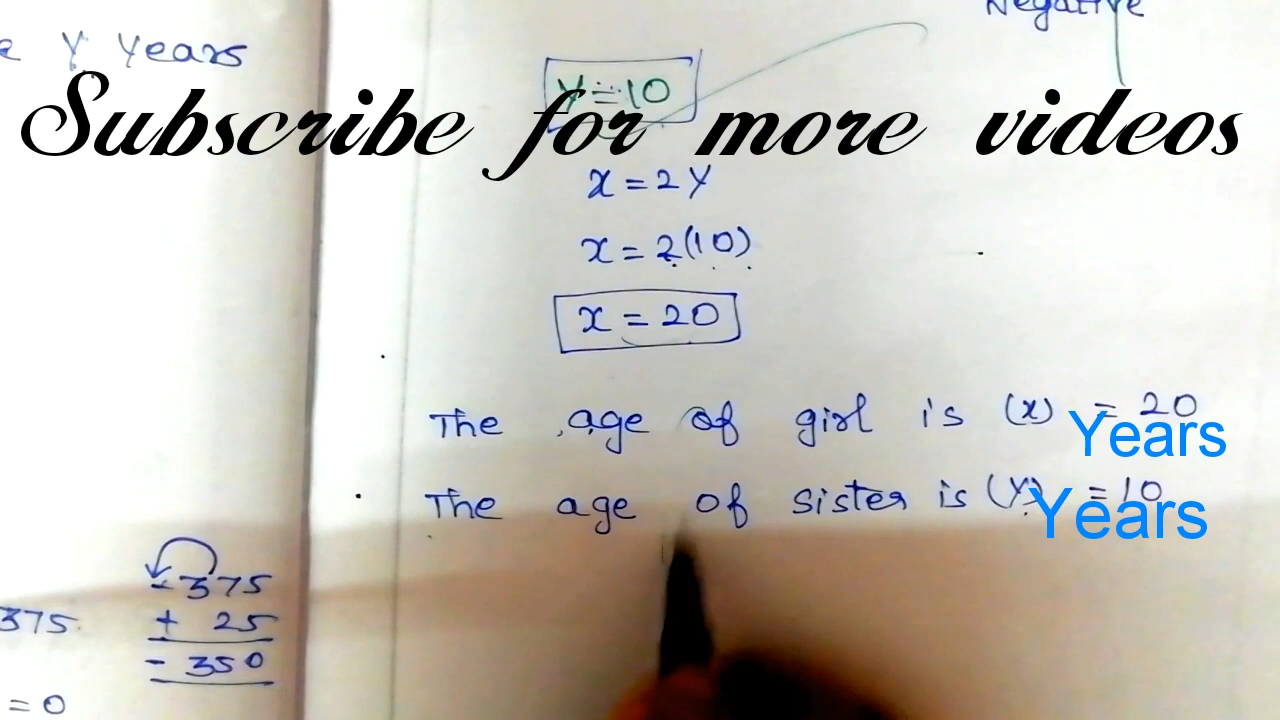 Negative
Y Years
Y=10
Subscribe for more videos
x=2Y
x=2(10)
x=20
The age of girl is (x) = 20
Years
The age of Sister is (Y) =10
Years
-375
375
+ 25
- 350
=0